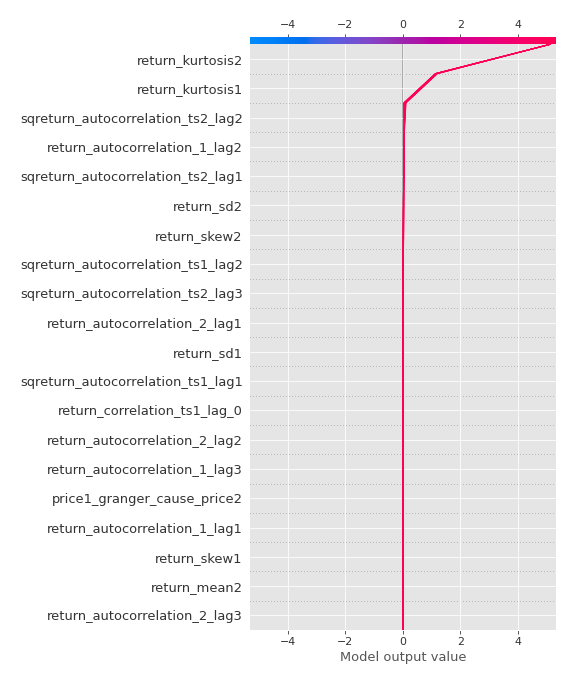 −4 −2 0 2 4
return_kurtosis2
return_kurtosis1
sqreturn_autocorrelation_ts2_lag2
return_autocorrelation_1_lag2
sqreturn_autocorrelation_ts2_lag1
return_sd2
return_skew2
sqreturn_autocorrelation_ts1_lag2
sqreturn_autocorrelation_ts2_lag3
return_autocorrelation_2_lag1
return_sd1
sqreturn_autocorrelation_ts1_lag1
return_correlation_ts1_lag_0
return_autocorrelation_2_lag2
return_autocorrelation_1_lag3
price1_granger_cause_price2
return_autocorrelation_1_lag1
return_skew1
return_mean2
return_autocorrelation_2_lag3
−4 −2 0 2 4
Model output value